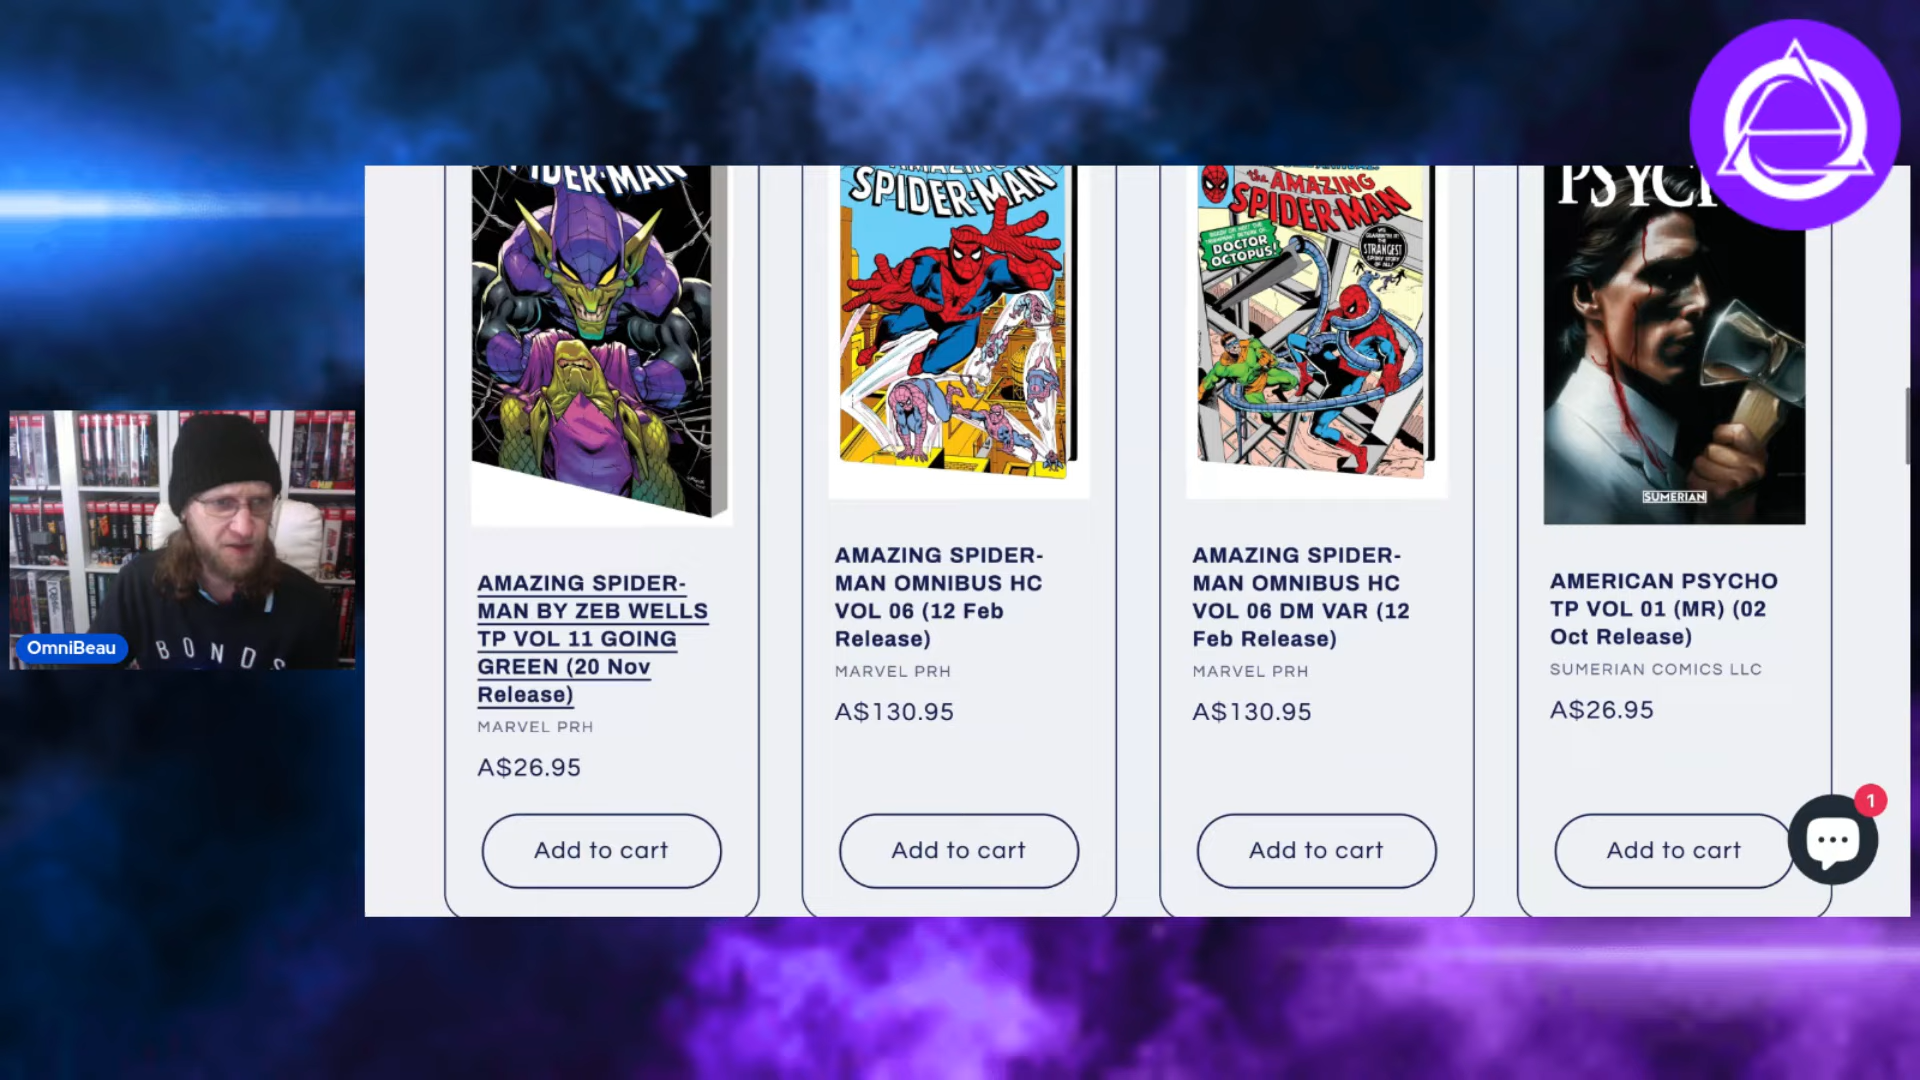 SPIDER-MAN
AMAZING SPIDER-
MAN BY ZEB WELLS
TP VOL 11 GOING
GREEN (20 Nov
Release)
MARVEL PRH
A$26.95
Add to cart
SPIDER-MAN
AMAZING SPIDER-
MAN OMNIBUS HC
VOL 06 (12 Feb
Release)
MARVEL PRH
A$130.95
Add to cart
the AMAZING
SPIDER-MAN
DOCTOR
OCTOPUS!
STRANGEST
AMAZING SPIDER-
MAN OMNIBUS HC
VOL 06 DM VAR (12
Feb Release)
MARVEL PRH
A$130.95
Add to cart
SUMERIAN
AMERICAN PSYCHO
TP VOL 01 (MR) (02
Oct Release)
SUMERIAN COMICS LLC
A$26.95
Add to cart
1
BONDS
OmniBeau